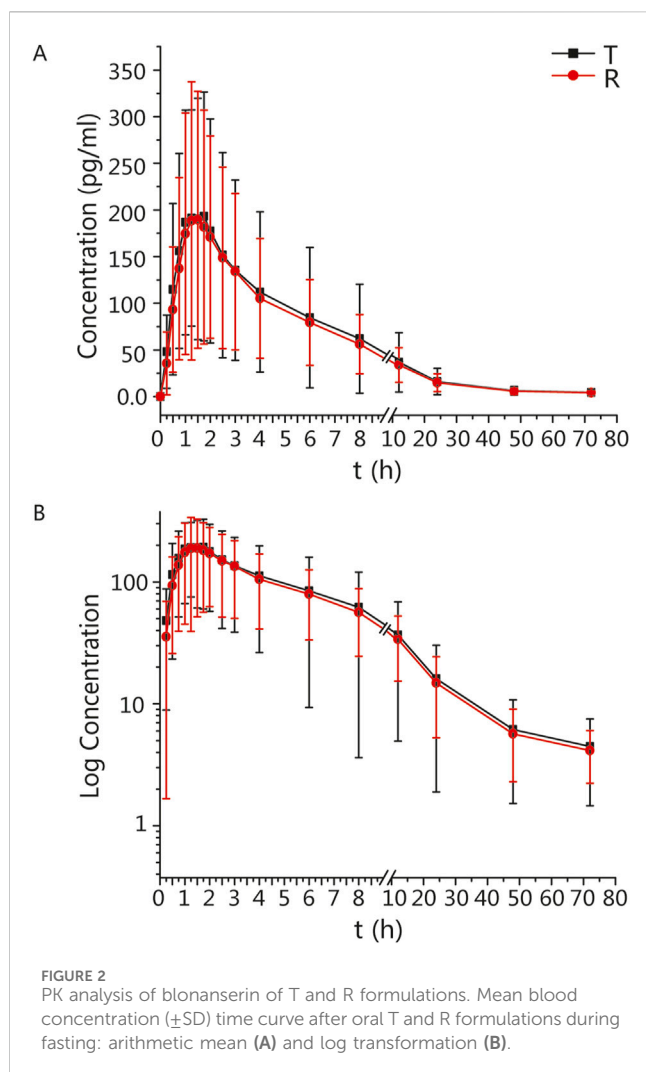 A
T
R
Concentration (pg/ml)
350
300
250
200
150
100
50
0.0
0 1 2 3 4 5 6 7 8 10 20 30 40 50 60 70 80
t (h)
B
Log Concentration
100
10
1
0 1 2 3 4 5 6 7 8 10 20 30 40 50 60 70 80
t (h)
FIGURE 2
PK analysis of blonanserin of T and R formulations. Mean blood
concentration (±SD) time curve after oral T and R formulations during
fasting: arithmetic mean (A) and log transformation (B).